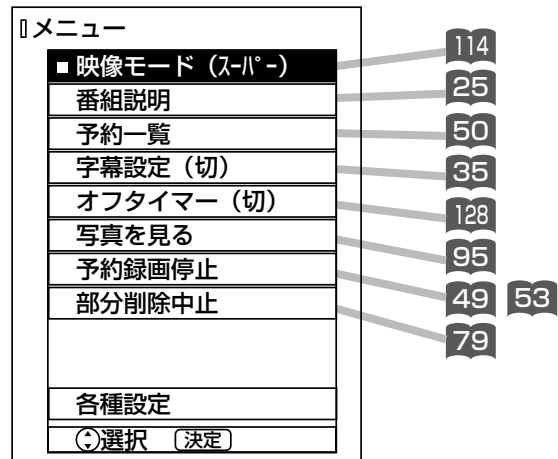 メニュー
映像モード（ｽｰﾊﾟｰ） 114
番組説明 25
予約一覧 50
字幕設定（切） 35
オフタイマー（切） 128
写真を見る 95
予約録画停止 49 53
部分削除中止 79
各種設定
選択 決定